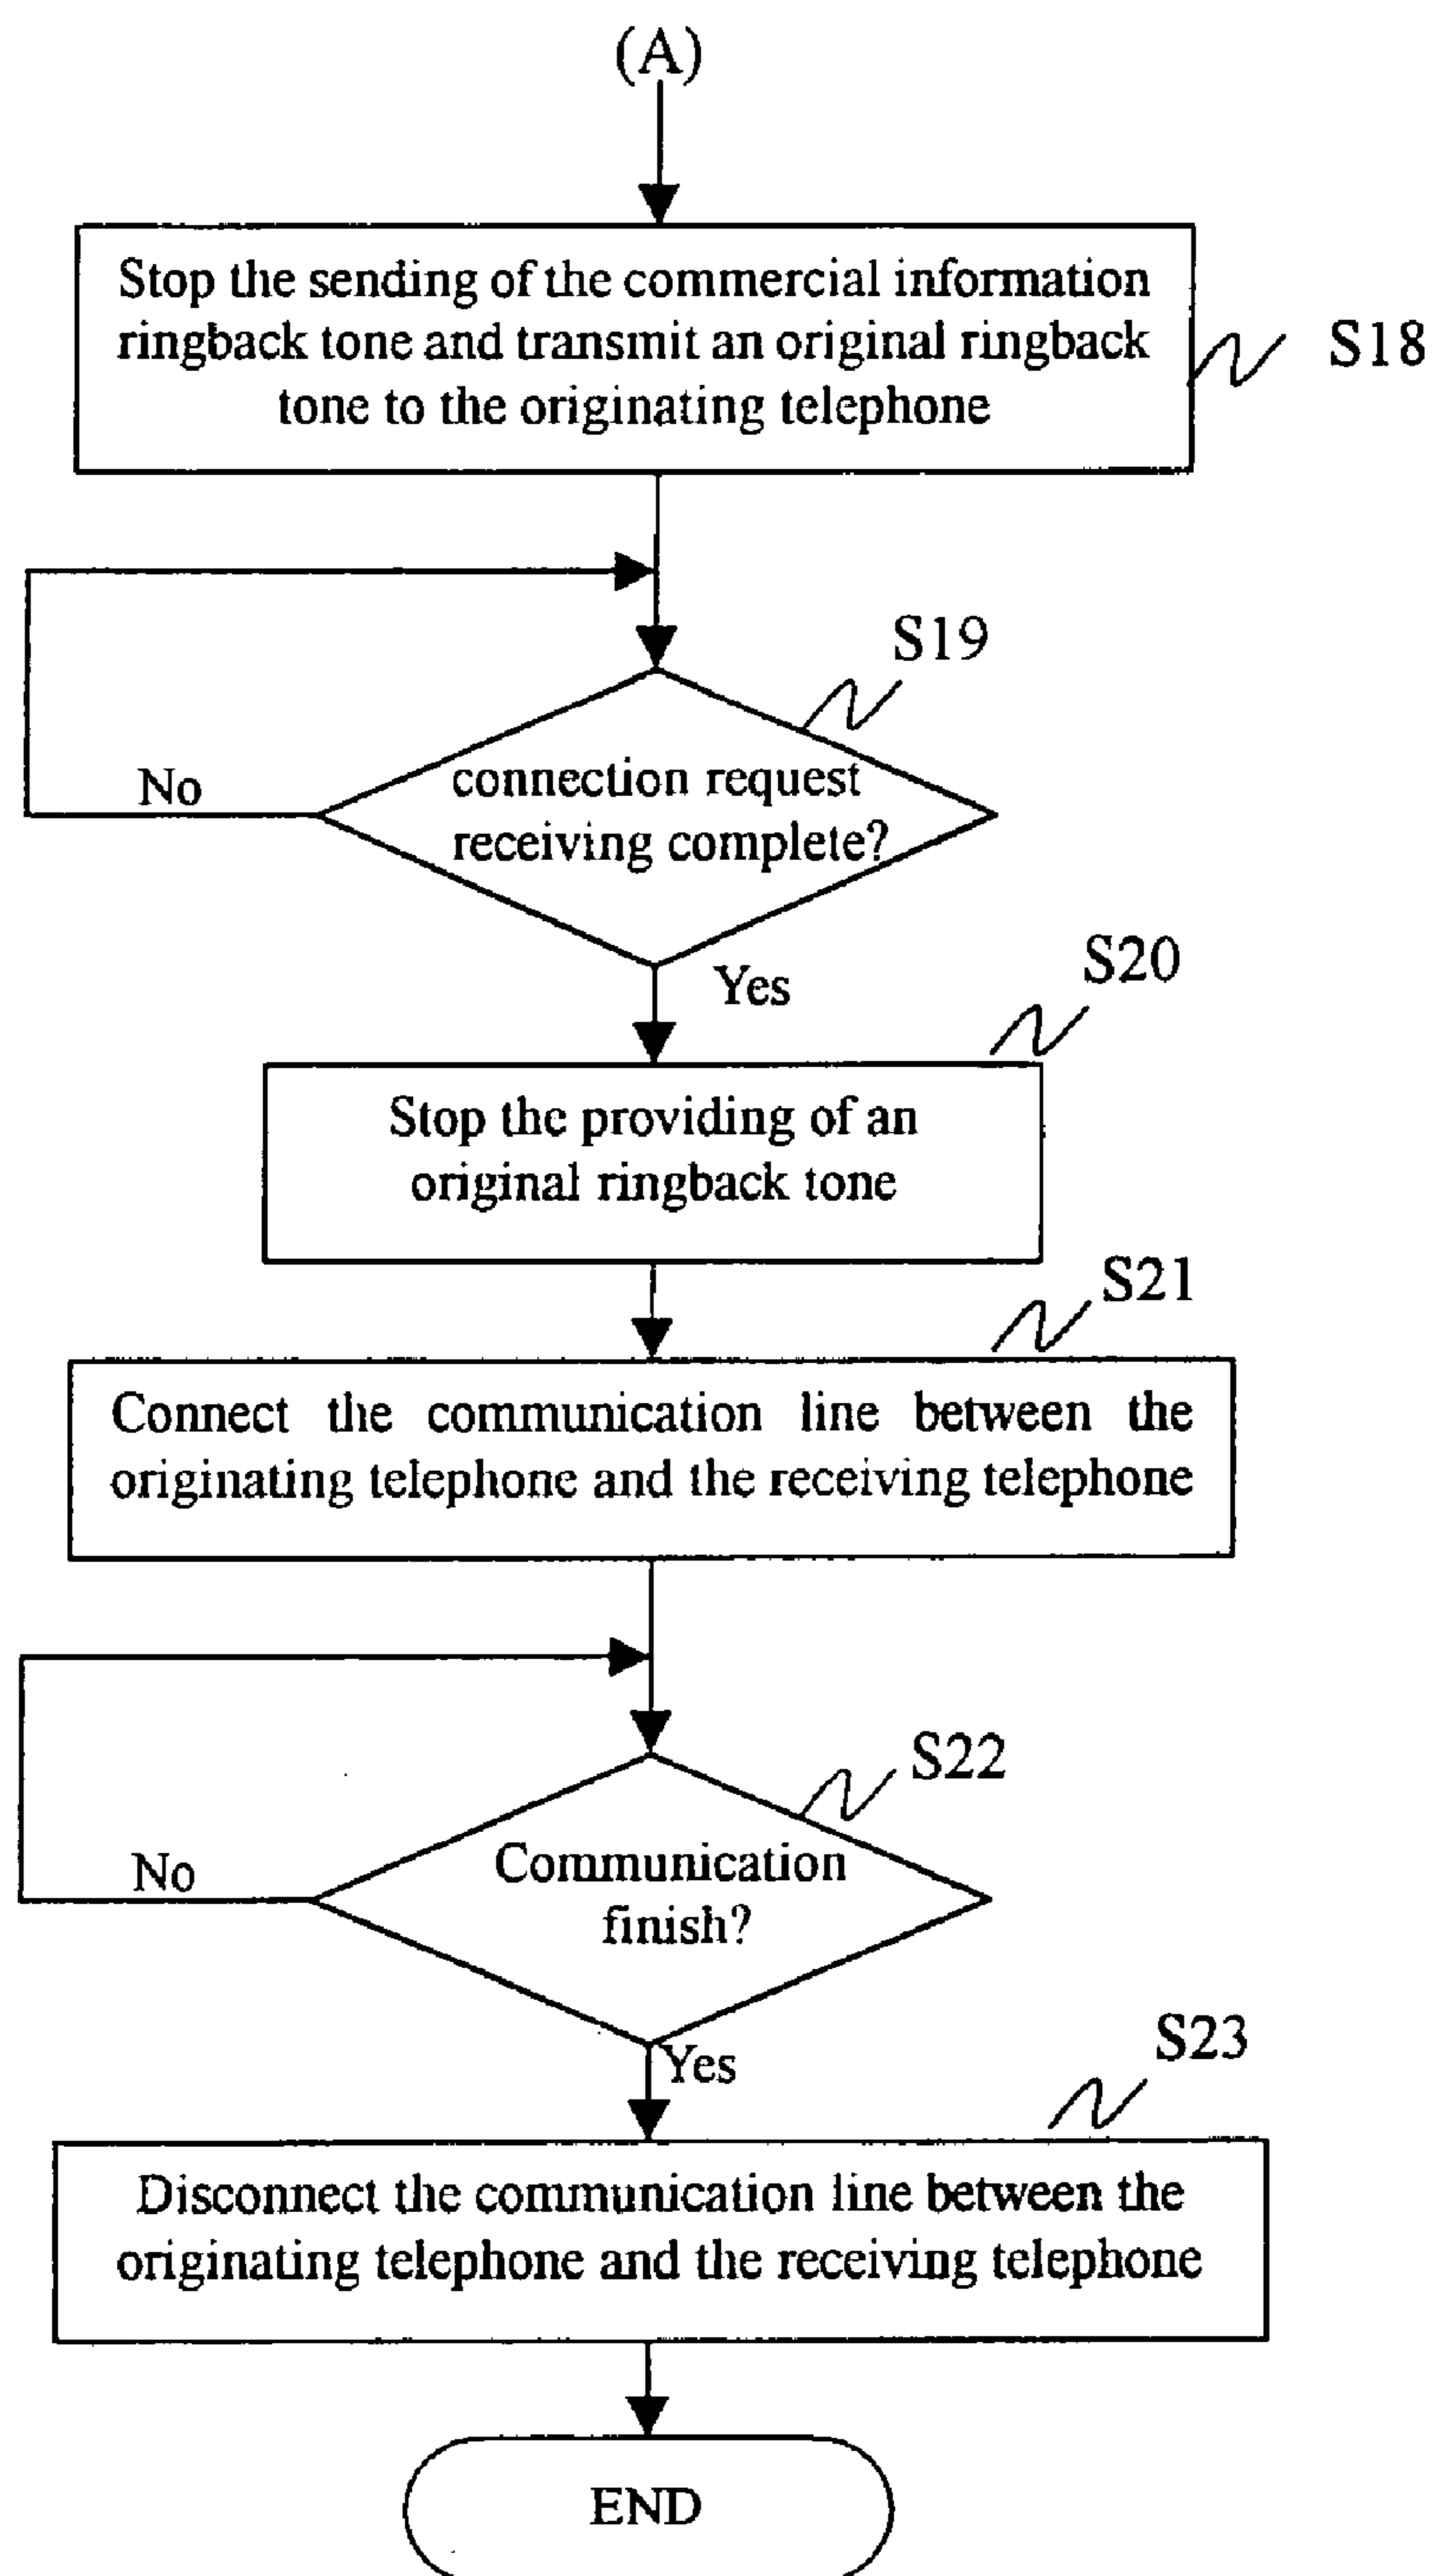 (A)
Stop the sending of the commercial information
ringback tone and transmit an original ringback
tone to the originating telephone
S18
S19
connection request
receiving complete?
No
Yes
S20
Stop the providing of an
original ringback tone
S21
Connect the communication line between the
originating telephone and the receiving telephone
S22
Communication
finish?
No
Yes
S23
Disconnect the communication line between the
originating telephone and the receiving telephone
END